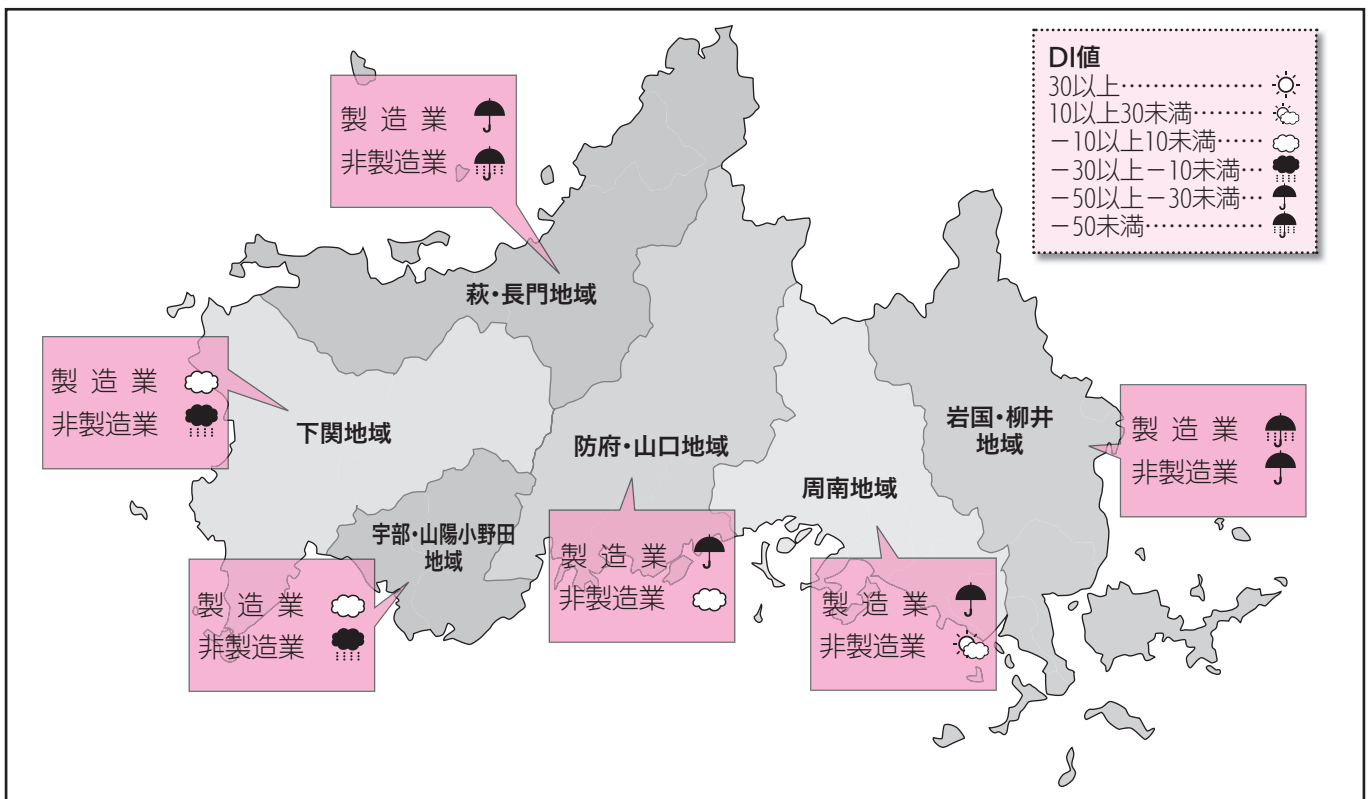 DI値
30以上………………
10以上30未満………
−10以上10未満……
−30以上−10未満…
−50以上−30未満…
−50未満……………
製造業
非製造業
萩・長門地域
製造業
非製造業
下関地域
製造業
非製造業
宇部・山陽小野田
地域
防府・山口地域
製造業
非製造業
周南地域
製造業
非製造業
岩国・柳井
地域
製造業
非製造業